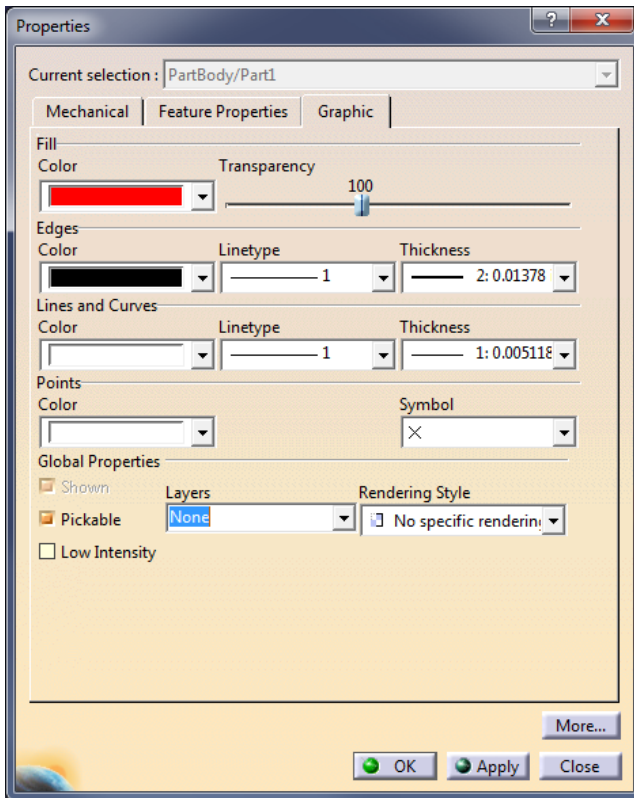 Properties
?
X
Current selection : PartBody/Part1
Mechanical Feature Properties Graphic
Fill
Color Transparency
100
Edges
Color Linetype Thickness
1 2: 0.01378
Lines and Curves
Color Linetype Thickness
1 1: 0.005118
Points
Color Symbol
Global Properties
Shown Layers Rendering Style
Pickable None No specific rendering
Low Intensity
More...
OK Apply Close